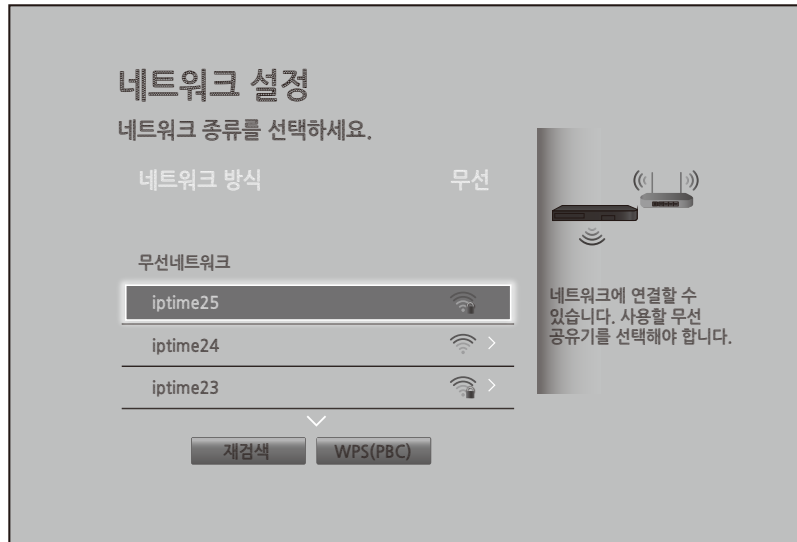 네트워크 설정
네트워크 종류를 선택하세요.
네트워크 방식 무선
무선네트워크
iptime25
iptime24
iptime23
재검색 WPS(PBC)
네트워크에 연결할 수
있습니다. 사용할 무선
공유기를 선택해야 합니다.